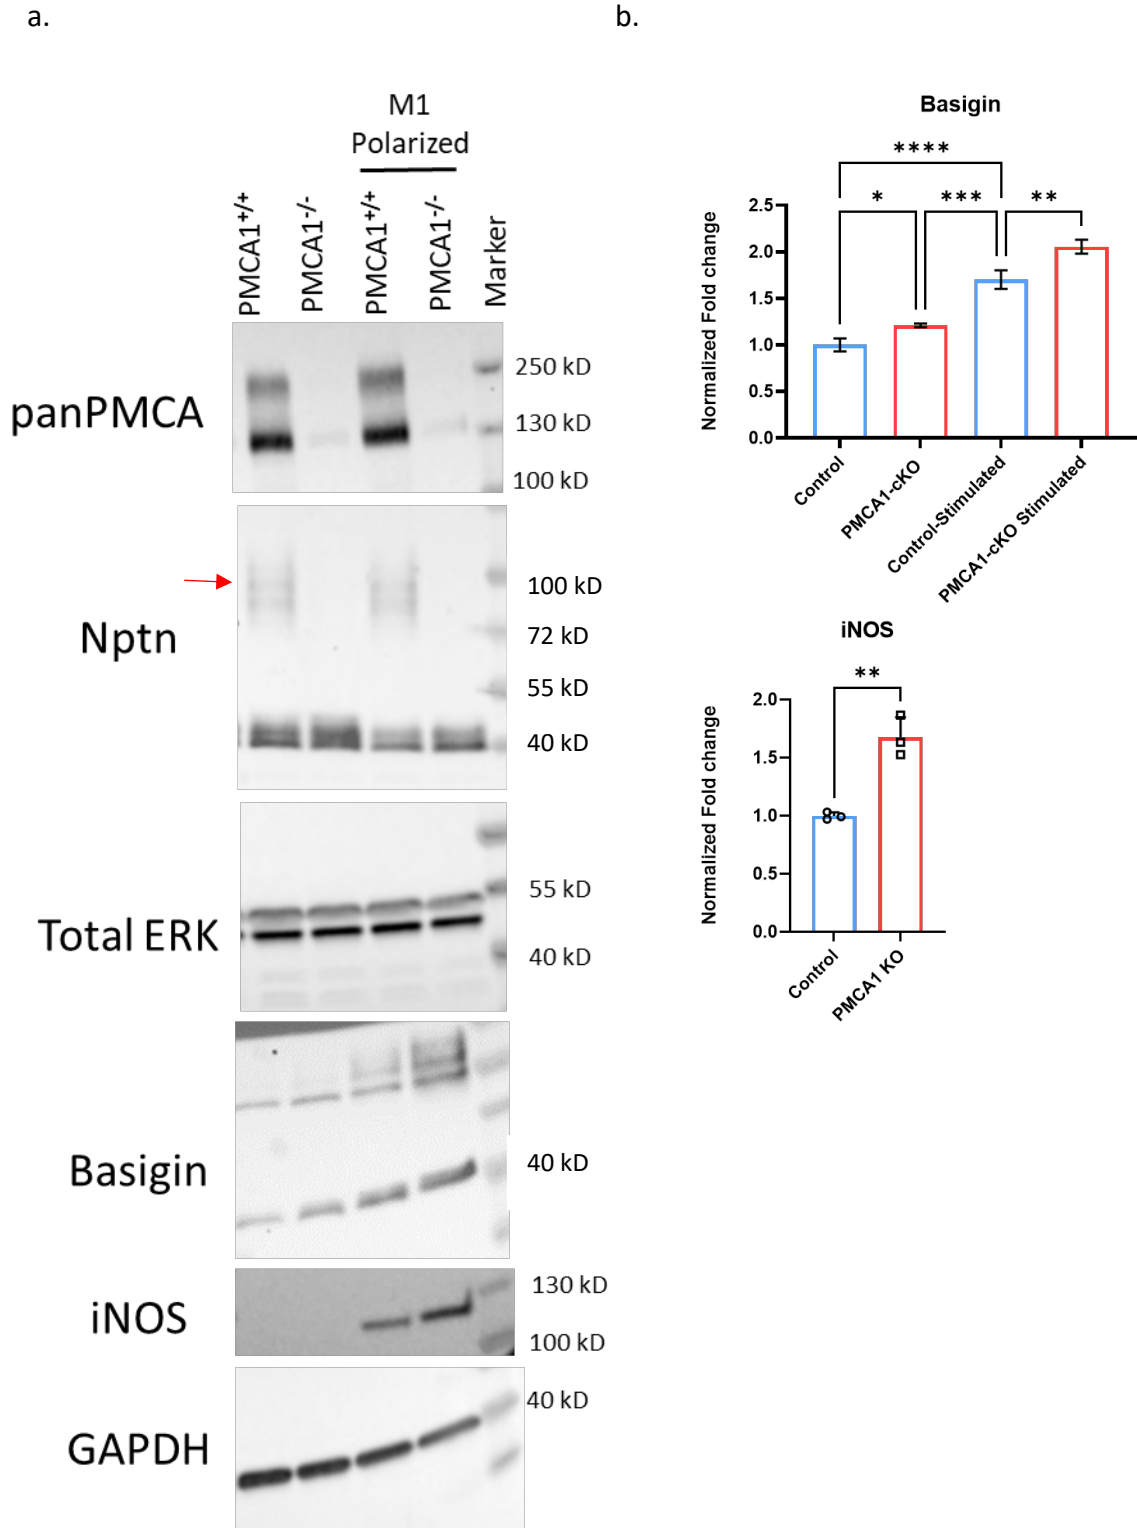 a.
M1
Polarized
PMCA1+/+
PMCA1-/-
PMCA1+/+
PMCA1-/-
Marker
panPMCA
250 kD
130 kD
100 kD
Nptn
100 kD
72 kD
55 kD
40 kD
Total ERK
55 kD
40 kD
Basigin
40 kD
iNOS
130 kD
100 kD
GAPDH
40 kD
b.
Basigin
****
* *** **
Normalized Fold change
2.5
2.0
1.5
1.0
0.5
0.0
Control
PMCA1-cKO
Control-Stimulated
PMCA1-cKO Stimulated
iNOS
**
Normalized Fold change
2.0
1.5
1.0
0.5
0.0
Control
PMCA1 KO